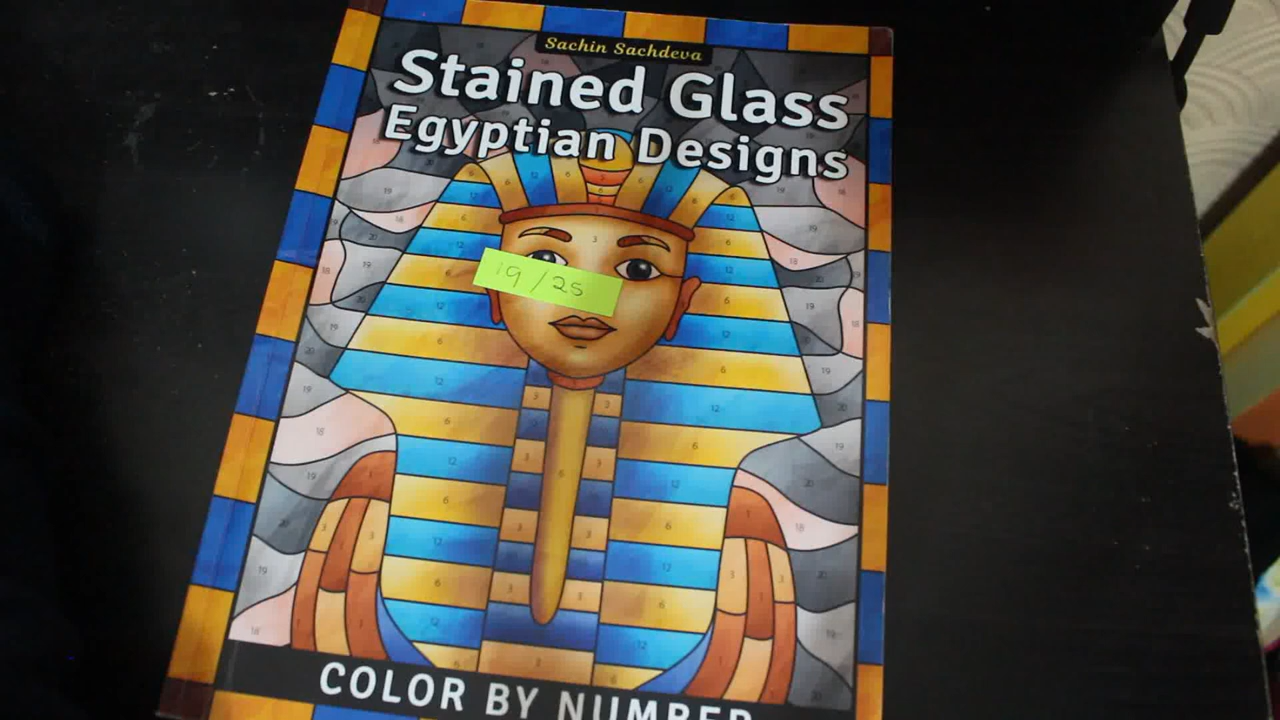 Sachin Sachdeva
Stained Glass
Egyptian Designs
19/25
COLOR BY NUMBER